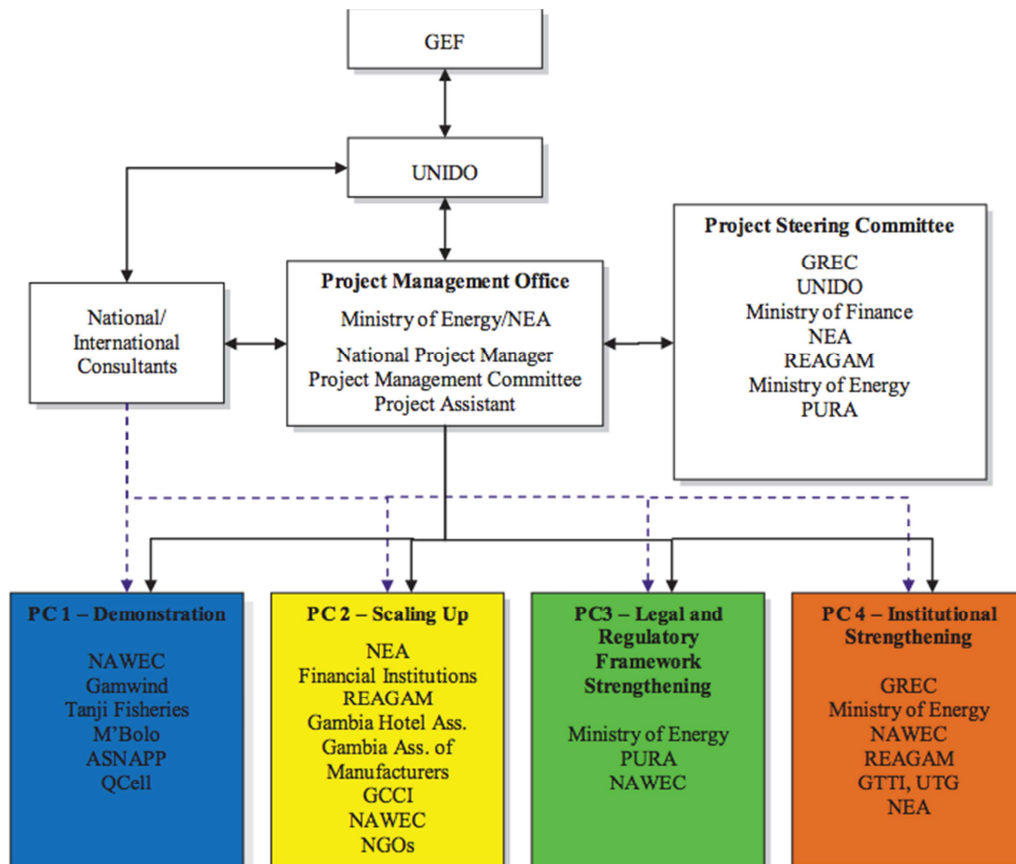 GEF
UNIDO
Project Steering Committee
GREC
UNIDO
Ministry of Finance
NEA
REAGAM
Ministry of Energy
PURA
Project Management Office
Ministry of Energy/NEA
National Project Manager
Project Management Committee
Project Assistant
National/
International
Consultants
PC 1 – Demonstration
NAWEC
Gamwind
Tanji Fisheries
M'Bolo
ASNAPP
QCell
PC 2 – Scaling Up
NEA
Financial Institutions
REAGAM
Gambia Hotel Ass.
Gambia Ass. of
Manufacturers
GCCI
NAWEC
NGOs
PC3 – Legal and
Regulatory
Framework
Strengthening
Ministry of Energy
PURA
NAWEC
PC 4 – Institutional
Strengthening
GREC
Ministry of Energy
NAWEC
REAGAM
GTTI, UTG
NEA